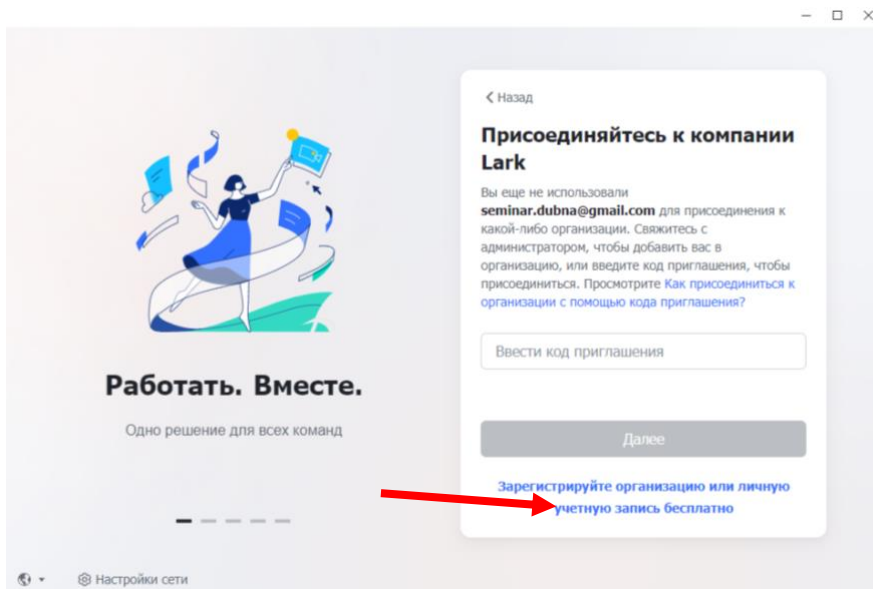 Назад
Присоединяйтесь к компании
Lark
Вы еще не использовали
seminar.dubna@gmail.com для присоединения к
какой-либо организации. Свяжитесь с
администратором, чтобы добавить вас в
организацию, или введите код приглашения, чтобы
присоединиться. Просмотрите Как присоединиться к
организации с помощью кода приглашения?
Ввести код приглашения
Далее
Зарегистрируйте организацию или личную
учетную запись бесплатно
Работать. Вместе.
Одно решение для всех команд
Настройки сети